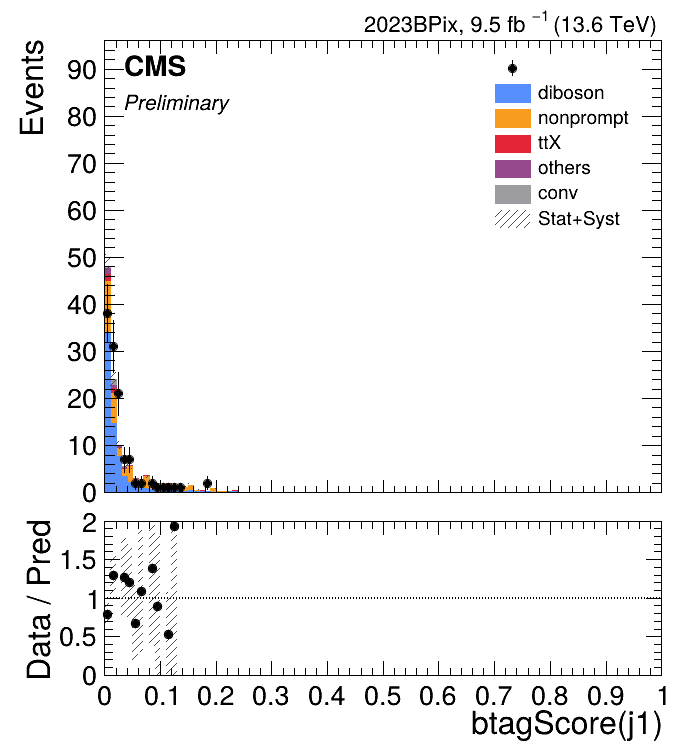 2023BPix, 9.5 fb⁻¹ (13.6 TeV)
CMS
Preliminary
Events
90
80
70
60
50
40
30
20
10
0
diboson
nonprompt
ttX
others
conv
Stat+Syst
Data / Pred
2
1.5
1
0.5
0
0 0.1 0.2 0.3 0.4 0.5 0.6 0.7 0.8 0.9 1
btagScore(j1)